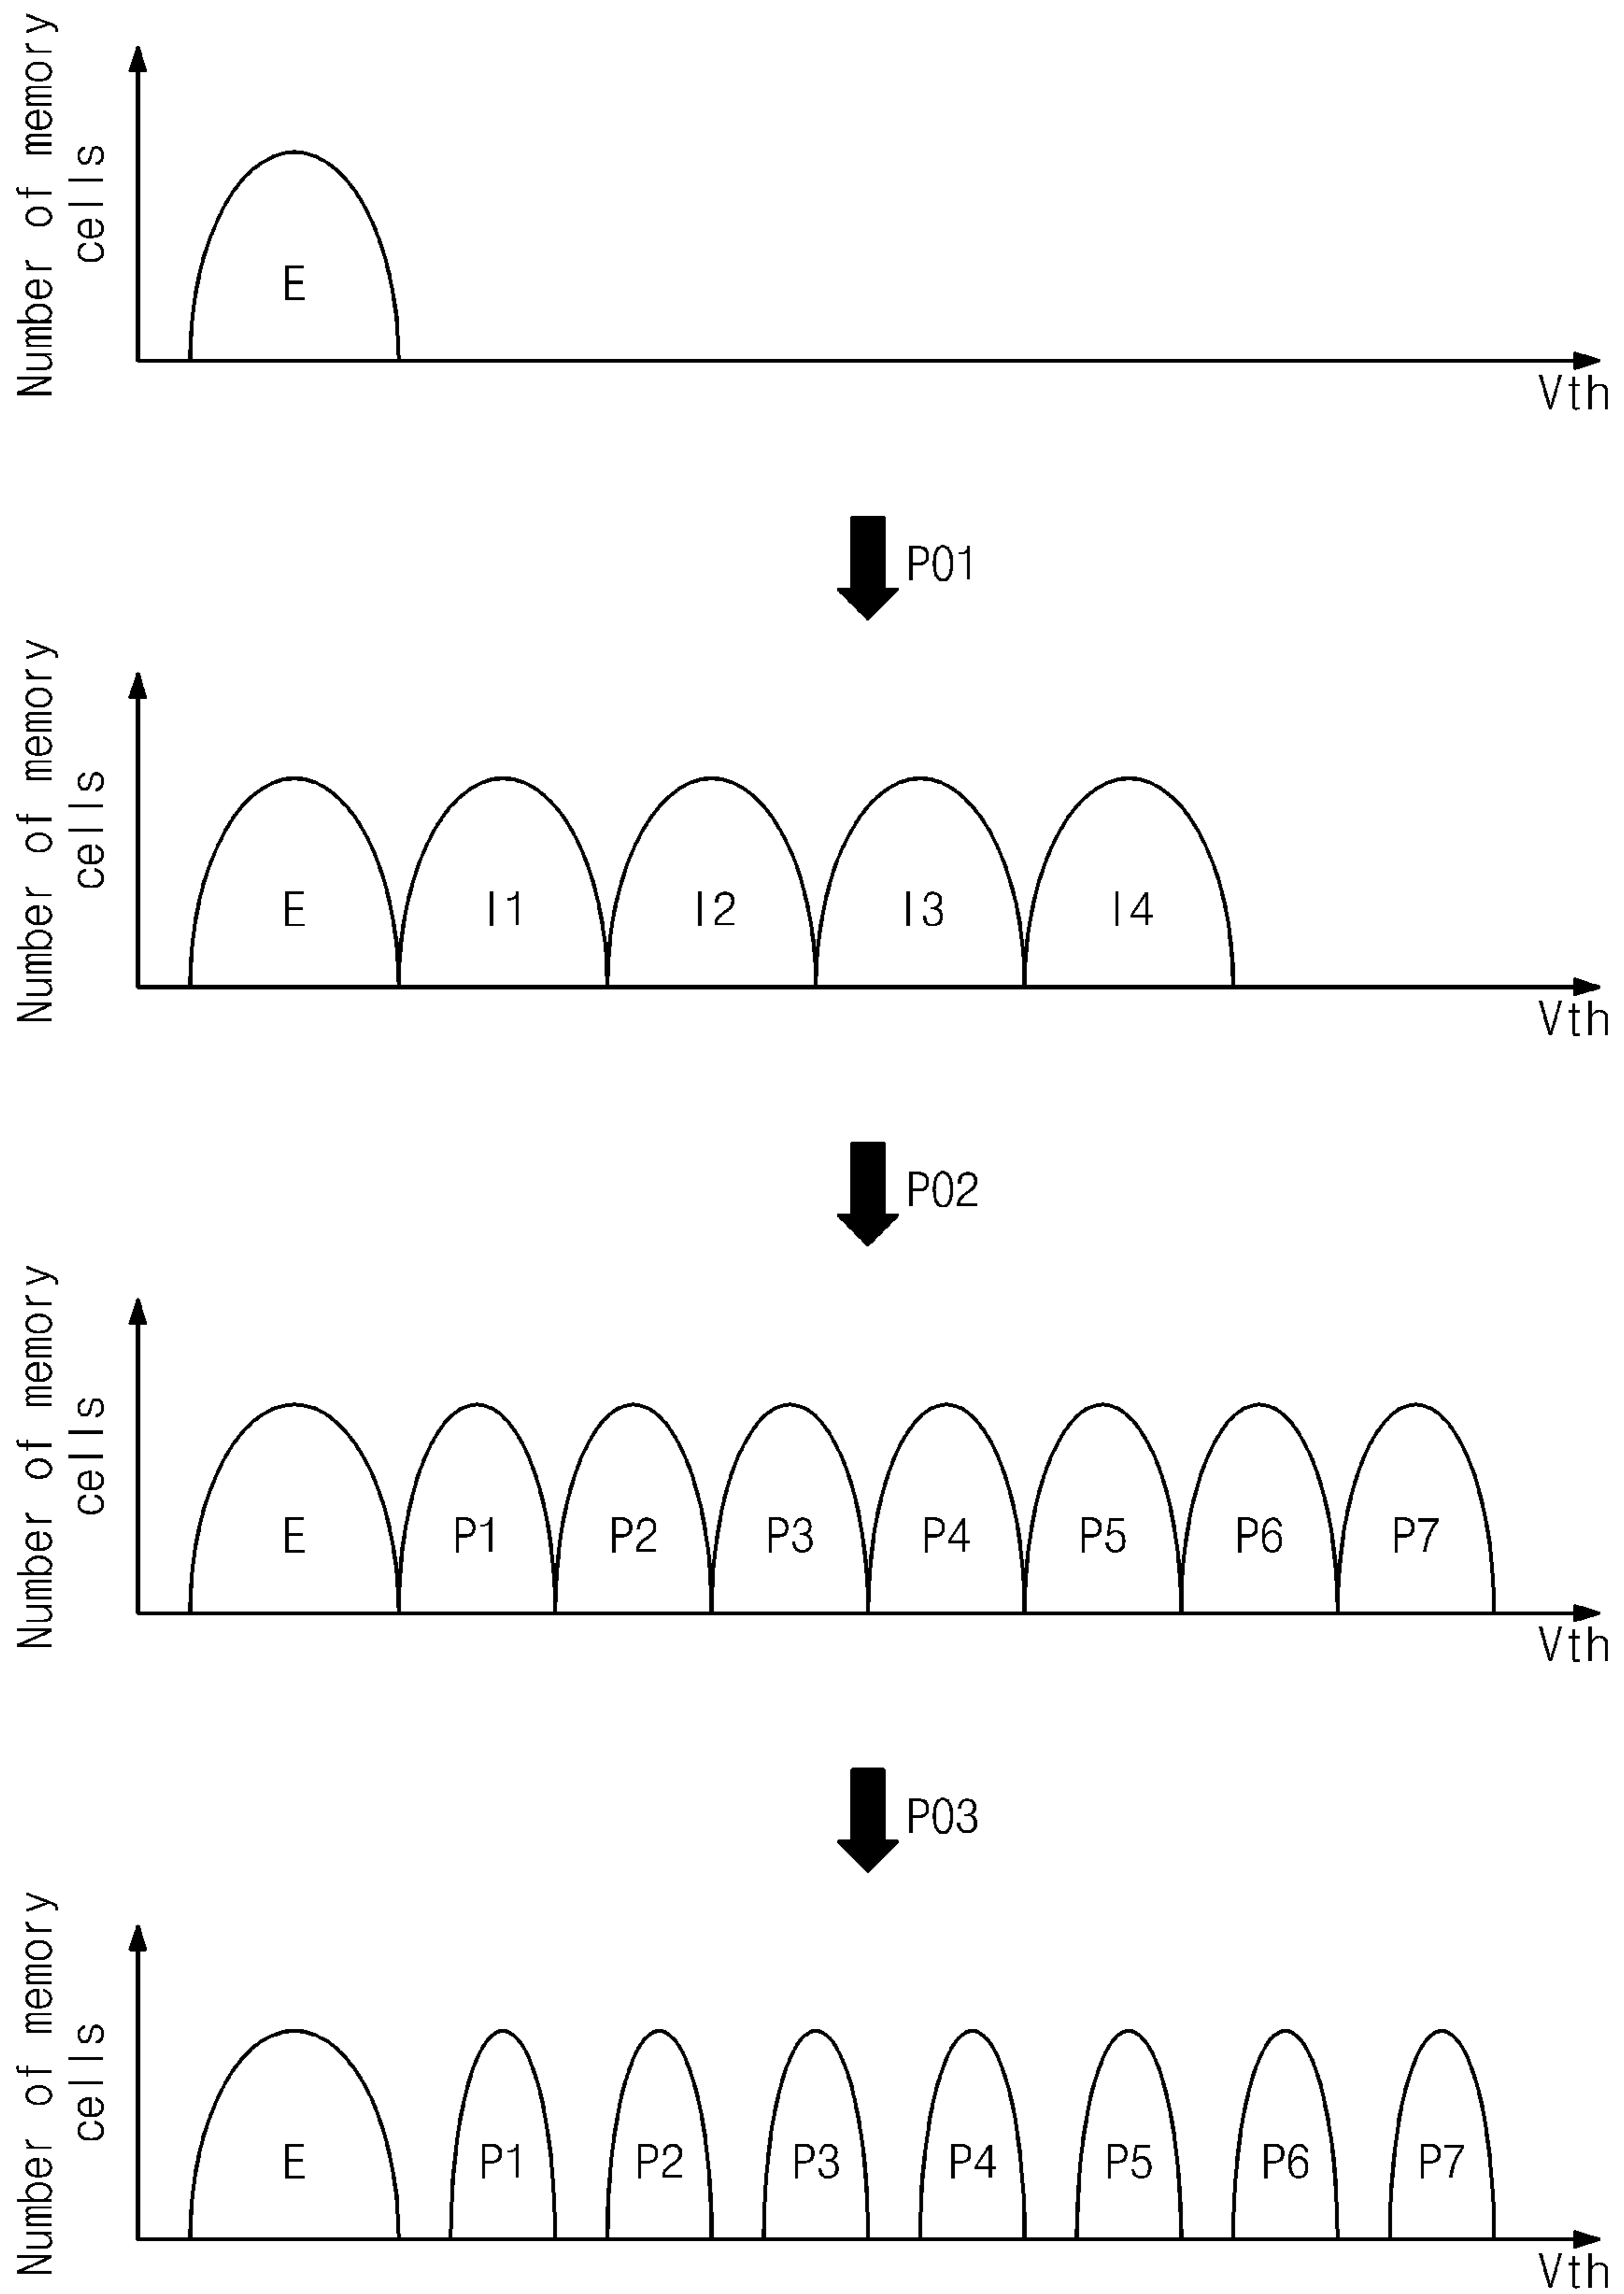 Number of memory
cells
E
Vth
P01
Number of memory
cells
E I1 I2 I3 I4
Vth
P02
Number of memory
cells
E P1 P2 P3 P4 P5 P6 P7
Vth
P03
Number of memory
cells
E P1 P2 P3 P4 P5 P6 P7
Vth